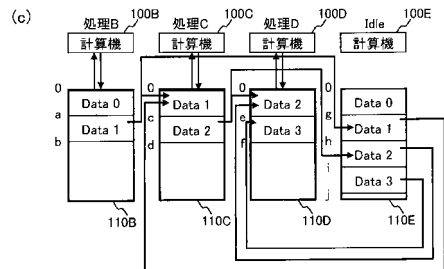 (c)
処理B 100B 処理C 100C 処理D 100D Idle 100E
計算機 計算機 計算機 計算機
0 0 0 0
Data 0 Data 1 Data 2 Data 0
a c e g
Data 1 Data 2 Data 3 Data 1
b d f h
Data 2
i
Data 3
j
110B 110C 110D 110E